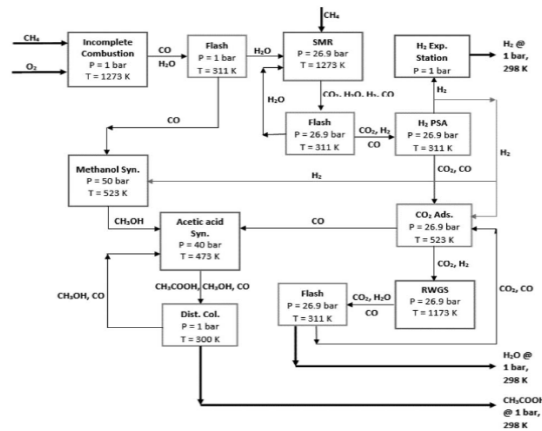 CH₄
O₂
Incomplete
Combustion
P = 1 bar
T = 1273 K
CO
H₂O
Flash
P = 1 bar
T = 311 K
H₂O
CH₄
SMR
P = 26.9 bar
T = 1273 K
H₂ Exp.
Station
P = 1 bar
H₂ @
1 bar,
298 K
CO₂, H₂O, H₂, CO
H₂O
H₂
Flash
P = 26.9 bar
T = 311 K
CO₂, H₂
CO
H₂ PSA
P = 26.9 bar
T = 311 K
CO
H₂
Methanol Syn.
P = 50 bar
T = 523 K
H₂
CO₂, CO
CH₃OH
Acetic acid
Syn.
P = 40 bar
T = 473 K
CO
CO₂ Ads.
P = 26.9 bar
T = 523 K
CO₂, H₂
CO₂, CO
CH₃OH, CO
CH₃COOH, CH₃OH, CO
Dist. Col.
P = 1 bar
T = 300 K
Flash
P = 26.9 bar
T = 311 K
CO₂, H₂O
CO
RWGS
P = 26.9 bar
T = 1173 K
H₂O @
1 bar,
298 K
CH₃COOH
@ 1 bar,
298 K